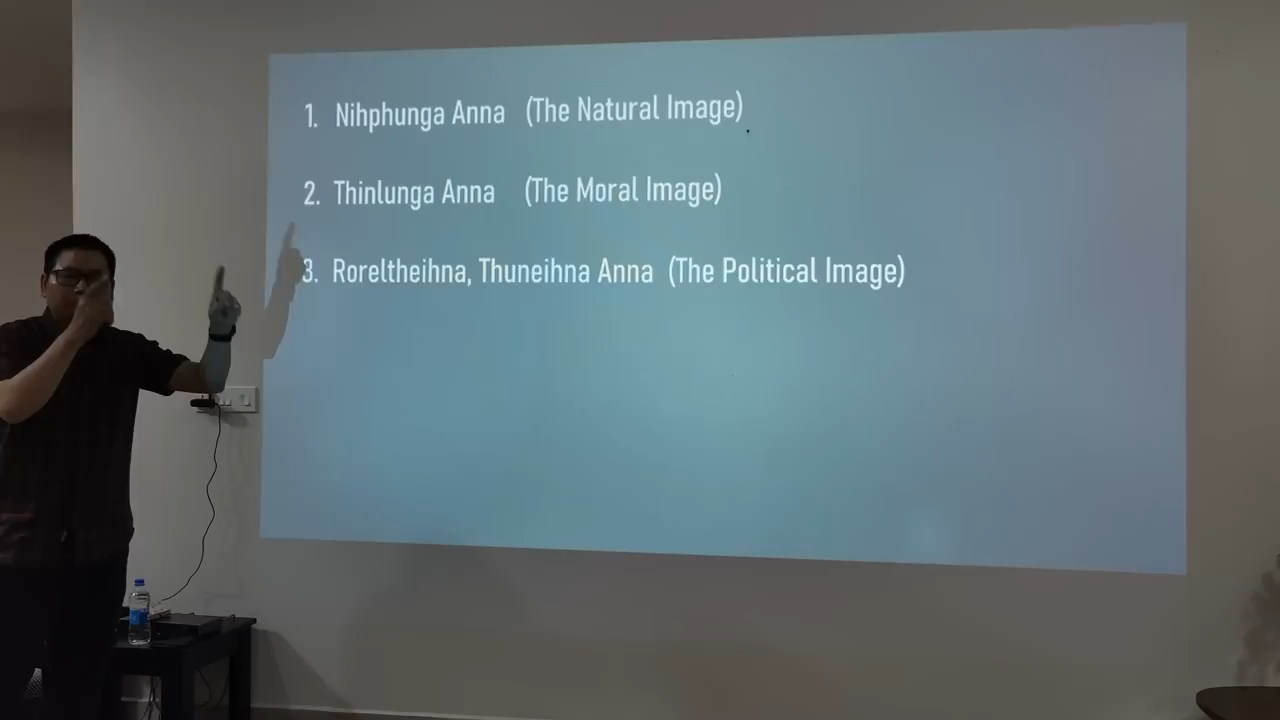 1. Nihphunga Anna (The Natural Image)
2. Thinlunga Anna (The Moral Image)
3. Roreltheihna, Thuneihna Anna (The Political Image)